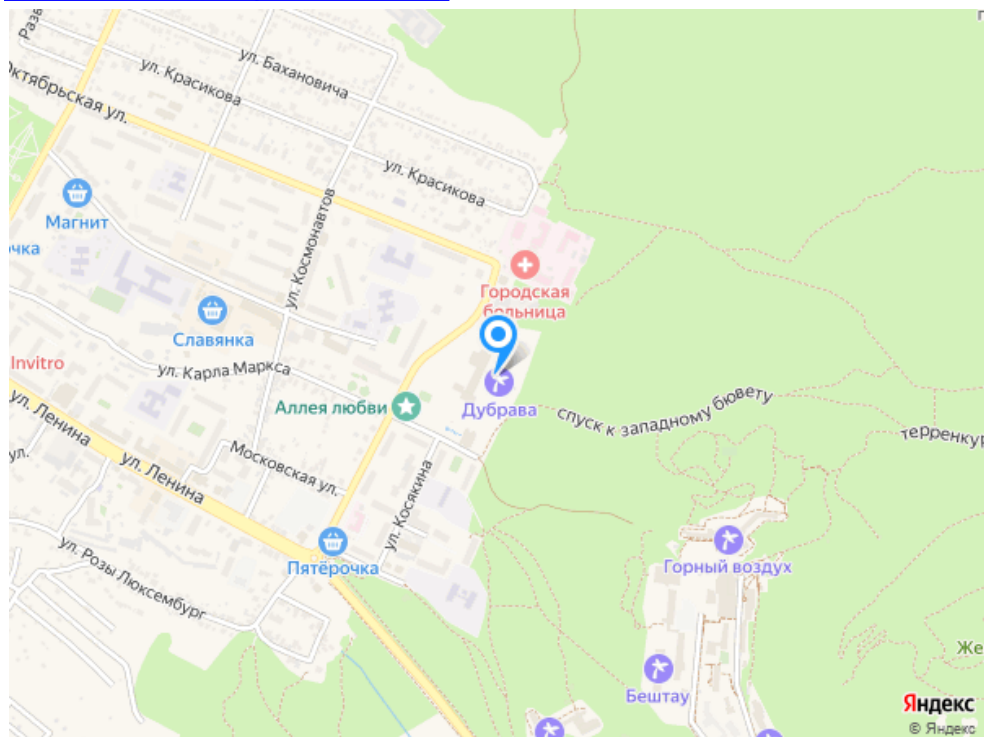 Разв
ул. Бахановича
ул. Красикова
Октябрьская ул.
ул. Красикова
Магнит
ул. Космонавтов
чка
Городская
больница
Славянка
Invitro
ул. Карла Маркса
Дубрава
Аллея любви
спуск к западному бювету
терренкур
ул. Ленина
ул.
ул. Ленина
Московская ул.
ул. Косякина
Пятёрочка
Горный воздух
ул. Розы Люксембург
Же
Бештау
Яндекс
© Яндекс